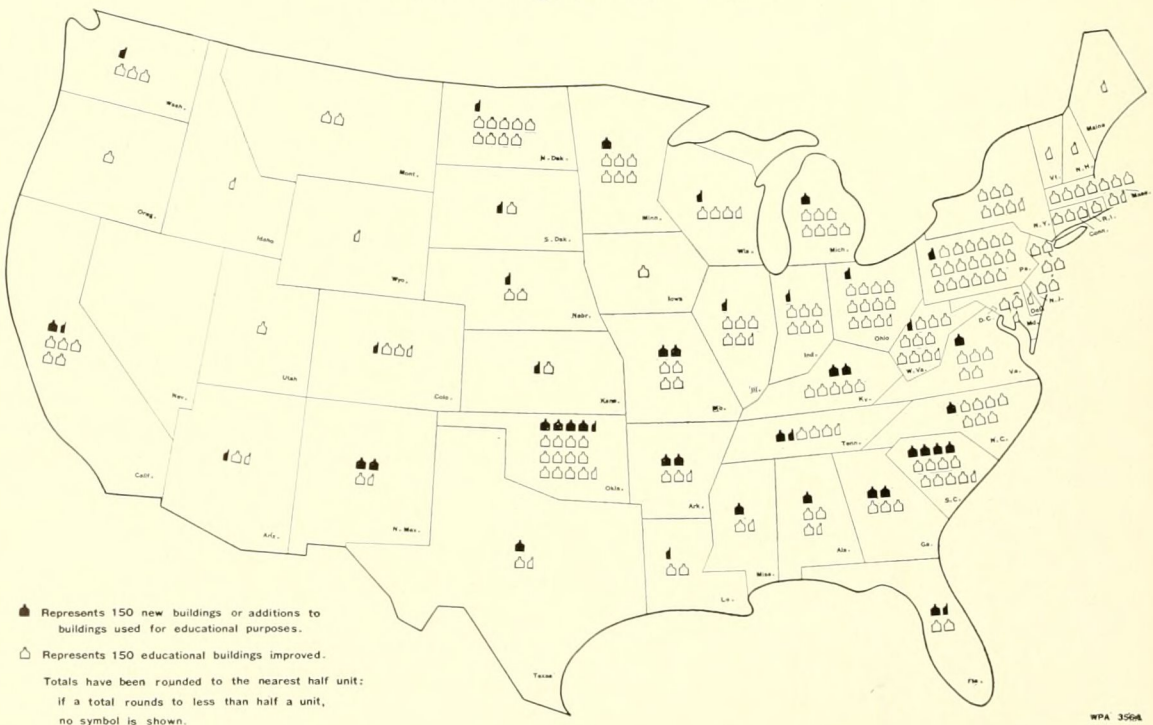 Wash.
Oreg.
Idaho
Mont.
Wyo.
N. Dak.
S. Dak.
Nebr.
Minn.
Wis.
Mich.
Iowa
Calif.
Nev.
Utah
Colo.
Kans.
Mo.
Ill.
Ind.
Ohio
Ky.
W. Va.
Va.
Pa.
N.Y.
Vt.
N.H.
Maine
Mass.
R.I.
Conn.
N.J.
Del.
Md.
D.C.
Ariz.
N. Mex.
Texas
Okla.
Ark.
La.
Miss.
Ala.
Tenn.
Ga.
S.C.
N.C.
Fla.
Represents 150 new buildings or additions to
buildings used for educational purposes.
Represents 150 educational buildings improved.
Totals have been rounded to the nearest half unit:
if a total rounds to less than half a unit,
no symbol is shown.
WPA